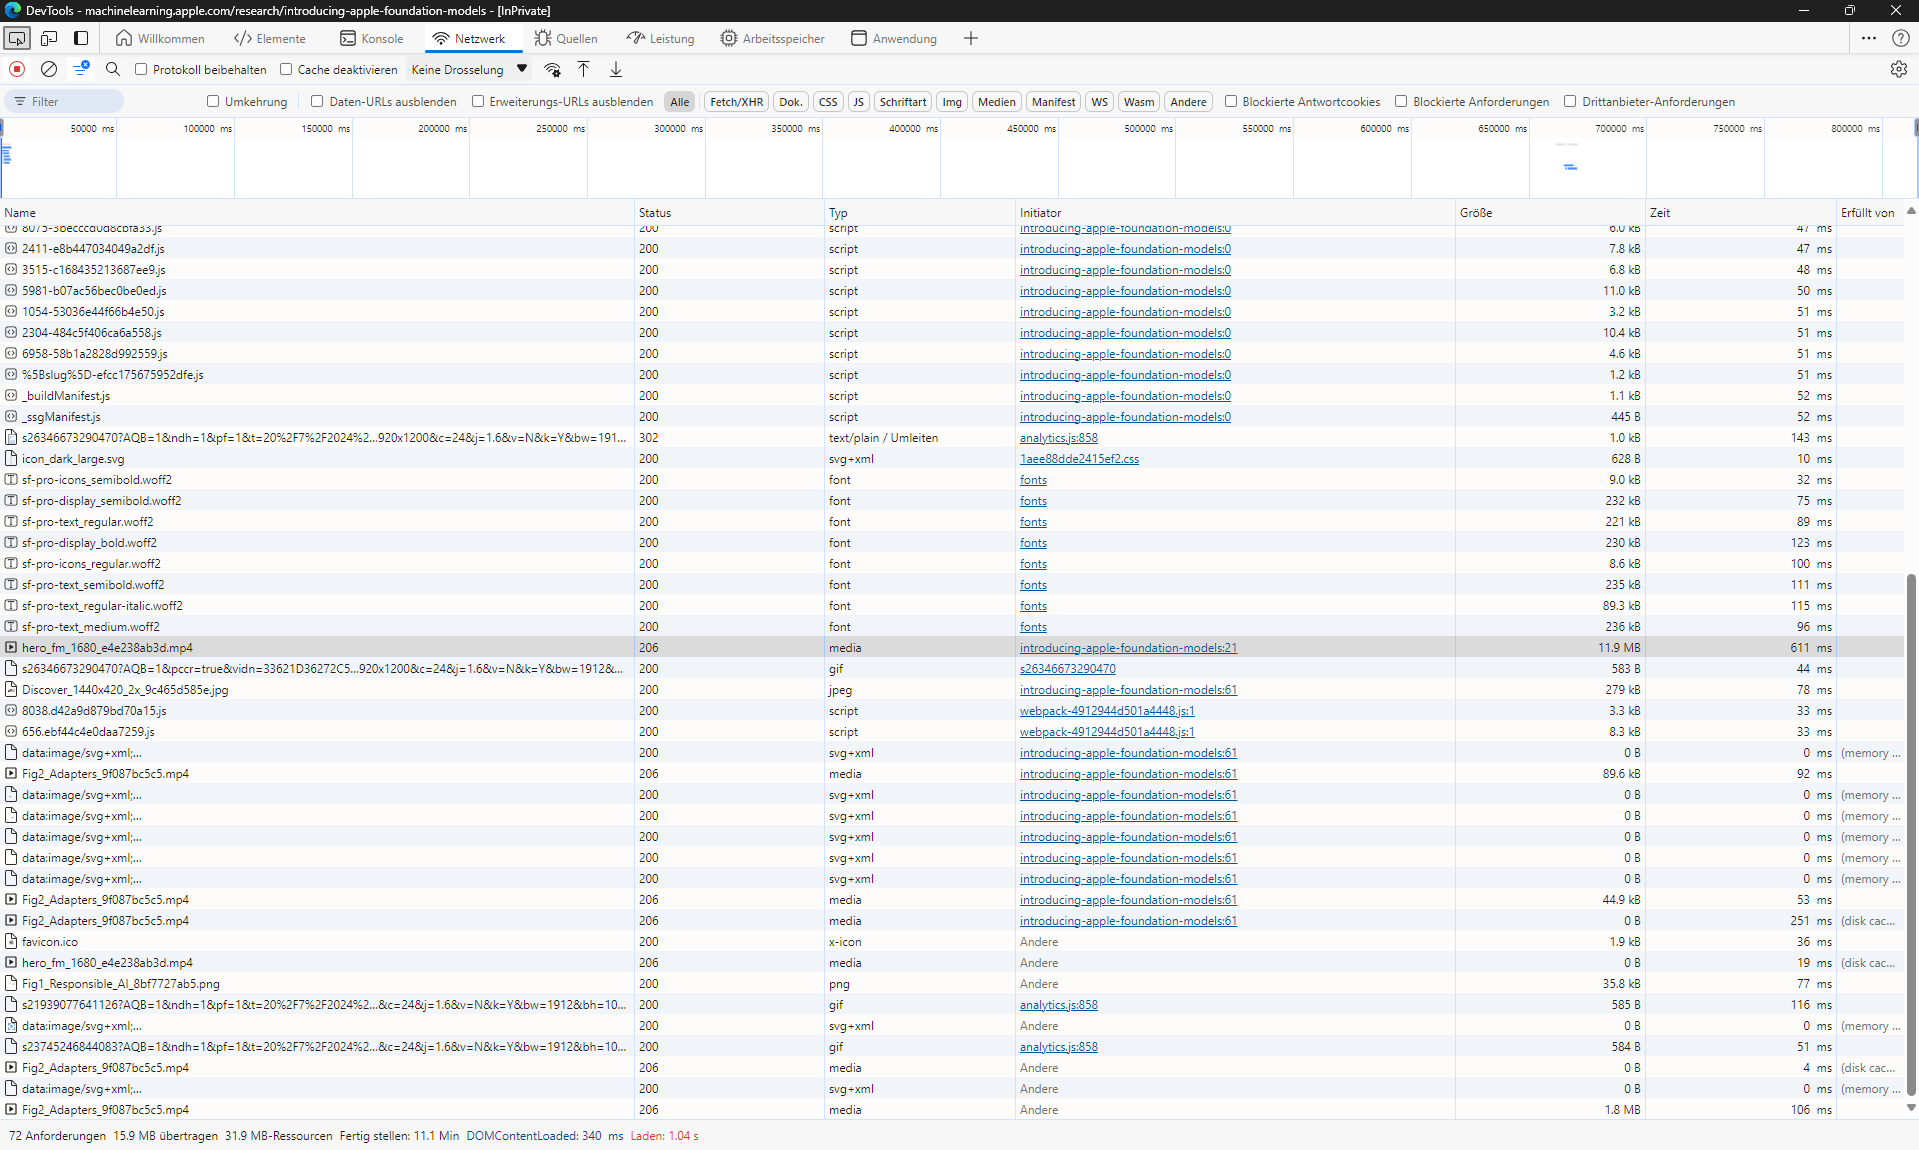 DevTools - machinelearning.apple.com/research/introducing-apple-foundation-models - [InPrivate]
Willkommen Elemente Konsole Netzwerk Quellen Leistung Arbeitsspeicher Anwendung
Protokoll beibehalten Cache deaktivieren Keine Drosselung
Filter Umkehrung Daten-URLs ausblenden Erweiterungs-URLs ausblenden Alle Fetch/XHR Dok. CSS JS Schriftart Img Medien Manifest WS Wasm Andere Blockierte Antwortcookies Blockierte Anforderungen Drittanbieter-Anforderungen
50000 ms 100000 ms 150000 ms 200000 ms 250000 ms 300000 ms 350000 ms 400000 ms 450000 ms 500000 ms 550000 ms 600000 ms 650000 ms 700000 ms 750000 ms 800000 ms
Name Status Typ Initiator Größe Zeit Erfüllt von
8075-3becccd0d8cbfa33.js 200 script introducing-apple-foundation-models:0 6.0 kB 47 ms
2411-e8b447034049a2df.js 200 script introducing-apple-foundation-models:0 7.8 kB 47 ms
3515-c168435213687ee9.js 200 script introducing-apple-foundation-models:0 6.8 kB 48 ms
5981-b07ac56bec0be0ed.js 200 script introducing-apple-foundation-models:0 11.0 kB 50 ms
1054-53036e44f66b4e50.js 200 script introducing-apple-foundation-models:0 3.2 kB 51 ms
2304-484c5f406ca6a558.js 200 script introducing-apple-foundation-models:0 10.4 kB 51 ms
6958-58b1a2828d992559.js 200 script introducing-apple-foundation-models:0 4.6 kB 51 ms
%5Bslug%5D-efcc175675952dfe.js 200 script introducing-apple-foundation-models:0 1.2 kB 51 ms
_buildManifest.js 200 script introducing-apple-foundation-models:0 1.1 kB 52 ms
_ssgManifest.js 200 script introducing-apple-foundation-models:0 445 B 52 ms
s26346673290470?AQB=1&ndh=1&pf=1&t=20%2F7%2F2024%2...920x1200&c=24&j=1.6&v=N&k=Y&bw=191... 302 text/plain / Umleiten analytics.js:858 1.0 kB 143 ms
icon_dark_large.svg 200 svg+xml 1aee88dde2415ef2.css 628 B 10 ms
sf-pro-icons_semibold.woff2 200 font fonts 9.0 kB 32 ms
sf-pro-display_semibold.woff2 200 font fonts 232 kB 75 ms
sf-pro-text_regular.woff2 200 font fonts 221 kB 89 ms
sf-pro-display_bold.woff2 200 font fonts 230 kB 123 ms
sf-pro-icons_regular.woff2 200 font fonts 8.6 kB 100 ms
sf-pro-text_semibold.woff2 200 font fonts 235 kB 111 ms
sf-pro-text_regular-italic.woff2 200 font fonts 89.3 kB 115 ms
sf-pro-text_medium.woff2 200 font fonts 236 kB 96 ms
hero_fm_1680_e4e238ab3d.mp4 206 media introducing-apple-foundation-models:21 11.9 MB 611 ms
s26346673290470?AQB=1&pccr=true&vidn=33621D36272C5...920x1200&c=24&j=1.6&v=N&k=Y&bw=1912&... 200 gif s26346673290470 583 B 44 ms
Discover_1440x420_2x_9c465d585e.jpg 200 jpeg introducing-apple-foundation-models:61 279 kB 78 ms
8038.d42a9d879bd70a15.js 200 script webpack-4912944d501a4448.js:1 3.3 kB 33 ms
656.ebf44c4e0daa7259.js 200 script webpack-4912944d501a4448.js:1 8.3 kB 33 ms
data:image/svg+xml;... 200 svg+xml introducing-apple-foundation-models:61 0 B 0 ms (memory ...
Fig2_Adapters_9f087bc5c5.mp4 206 media introducing-apple-foundation-models:61 89.6 kB 92 ms
data:image/svg+xml;... 200 svg+xml introducing-apple-foundation-models:61 0 B 0 ms (memory ...
data:image/svg+xml;... 200 svg+xml introducing-apple-foundation-models:61 0 B 0 ms (memory ...
data:image/svg+xml;... 200 svg+xml introducing-apple-foundation-models:61 0 B 0 ms (memory ...
data:image/svg+xml;... 200 svg+xml introducing-apple-foundation-models:61 0 B 0 ms (memory ...
data:image/svg+xml;... 200 svg+xml introducing-apple-foundation-models:61 0 B 0 ms (memory ...
Fig2_Adapters_9f087bc5c5.mp4 206 media introducing-apple-foundation-models:61 44.9 kB 53 ms
Fig2_Adapters_9f087bc5c5.mp4 206 media introducing-apple-foundation-models:61 0 B 251 ms (disk cac...
favicon.ico 200 x-icon Andere 1.9 kB 36 ms
hero_fm_1680_e4e238ab3d.mp4 206 media Andere 0 B 19 ms (disk cac...
Fig1_Responsible_AI_8bf7727ab5.png 200 png Andere 35.8 kB 77 ms
s21939077641126?AQB=1&ndh=1&pf=1&t=20%2F7%2F2024%2...&c=24&j=1.6&v=N&k=Y&bw=1912&bh=10... 200 gif analytics.js:858 585 B 116 ms
data:image/svg+xml;... 200 svg+xml Andere 0 B 0 ms (memory ...
s23745246844083?AQB=1&ndh=1&pf=1&t=20%2F7%2F2024%2...&c=24&j=1.6&v=N&k=Y&bw=1912&bh=10... 200 gif analytics.js:858 584 B 51 ms
Fig2_Adapters_9f087bc5c5.mp4 206 media Andere 0 B 4 ms (disk cac...
data:image/svg+xml;... 200 svg+xml Andere 0 B 0 ms (memory ...
Fig2_Adapters_9f087bc5c5.mp4 206 media Andere 1.8 MB 106 ms
72 Anforderungen 15.9 MB übertragen 31.9 MB-Ressourcen Fertig stellen: 11.1 Min DOMContentLoaded: 340 ms Laden: 1.04 s